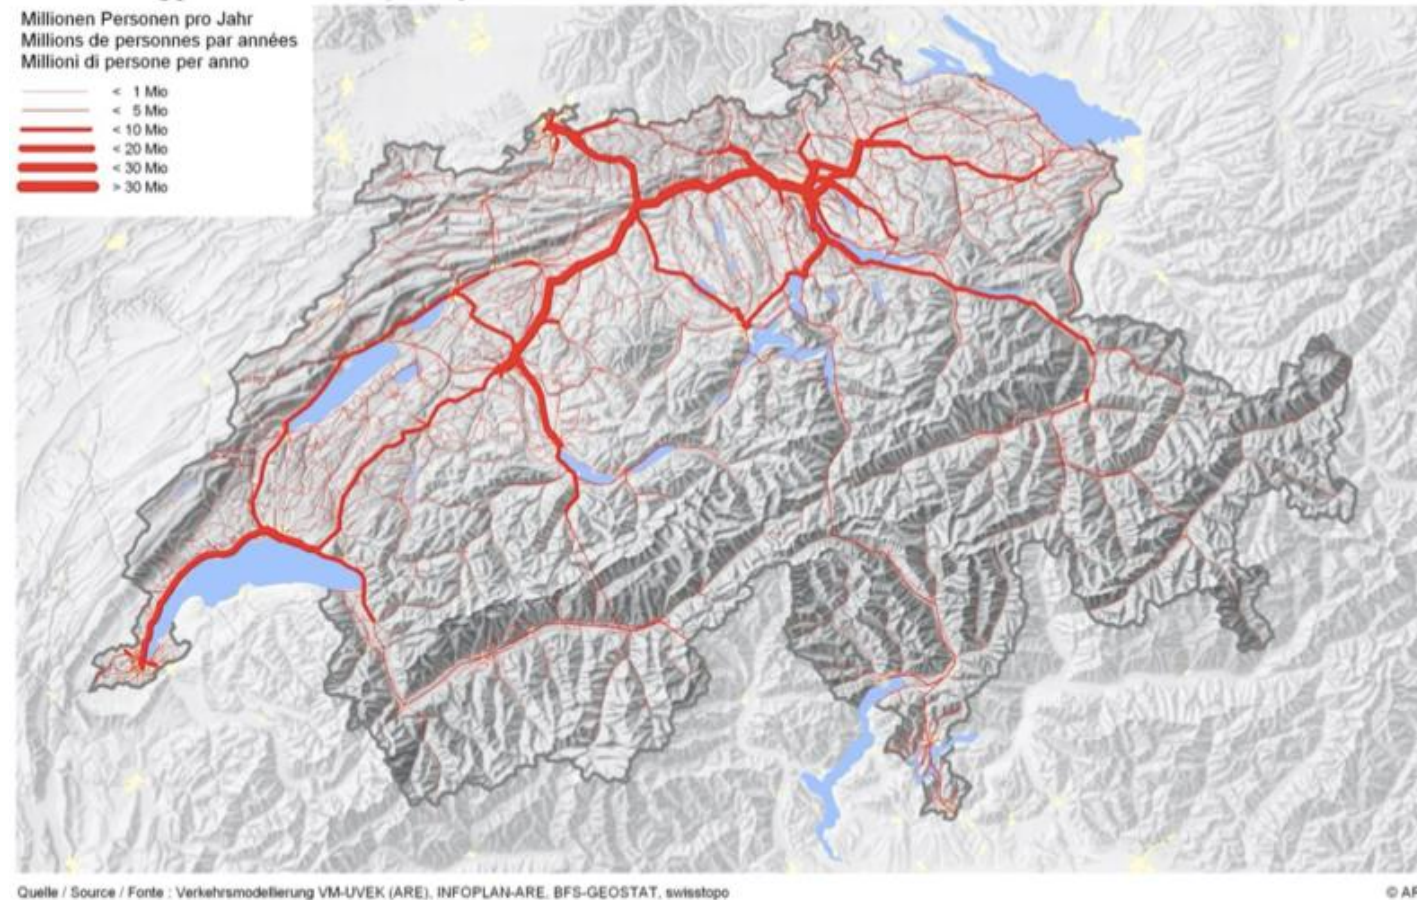 Millionen Personen pro Jahr
Millions de personnes par années
Millioni di persone per anno
< 1 Mio
< 5 Mio
< 10 Mio
< 20 Mio
< 30 Mio
> 30 Mio
Quelle / Source / Fonte : Verkehrsmodellierung VM-UVEK (ARE), INFOPLAN-ARE, BFS-GEOSTAT, swisstopo